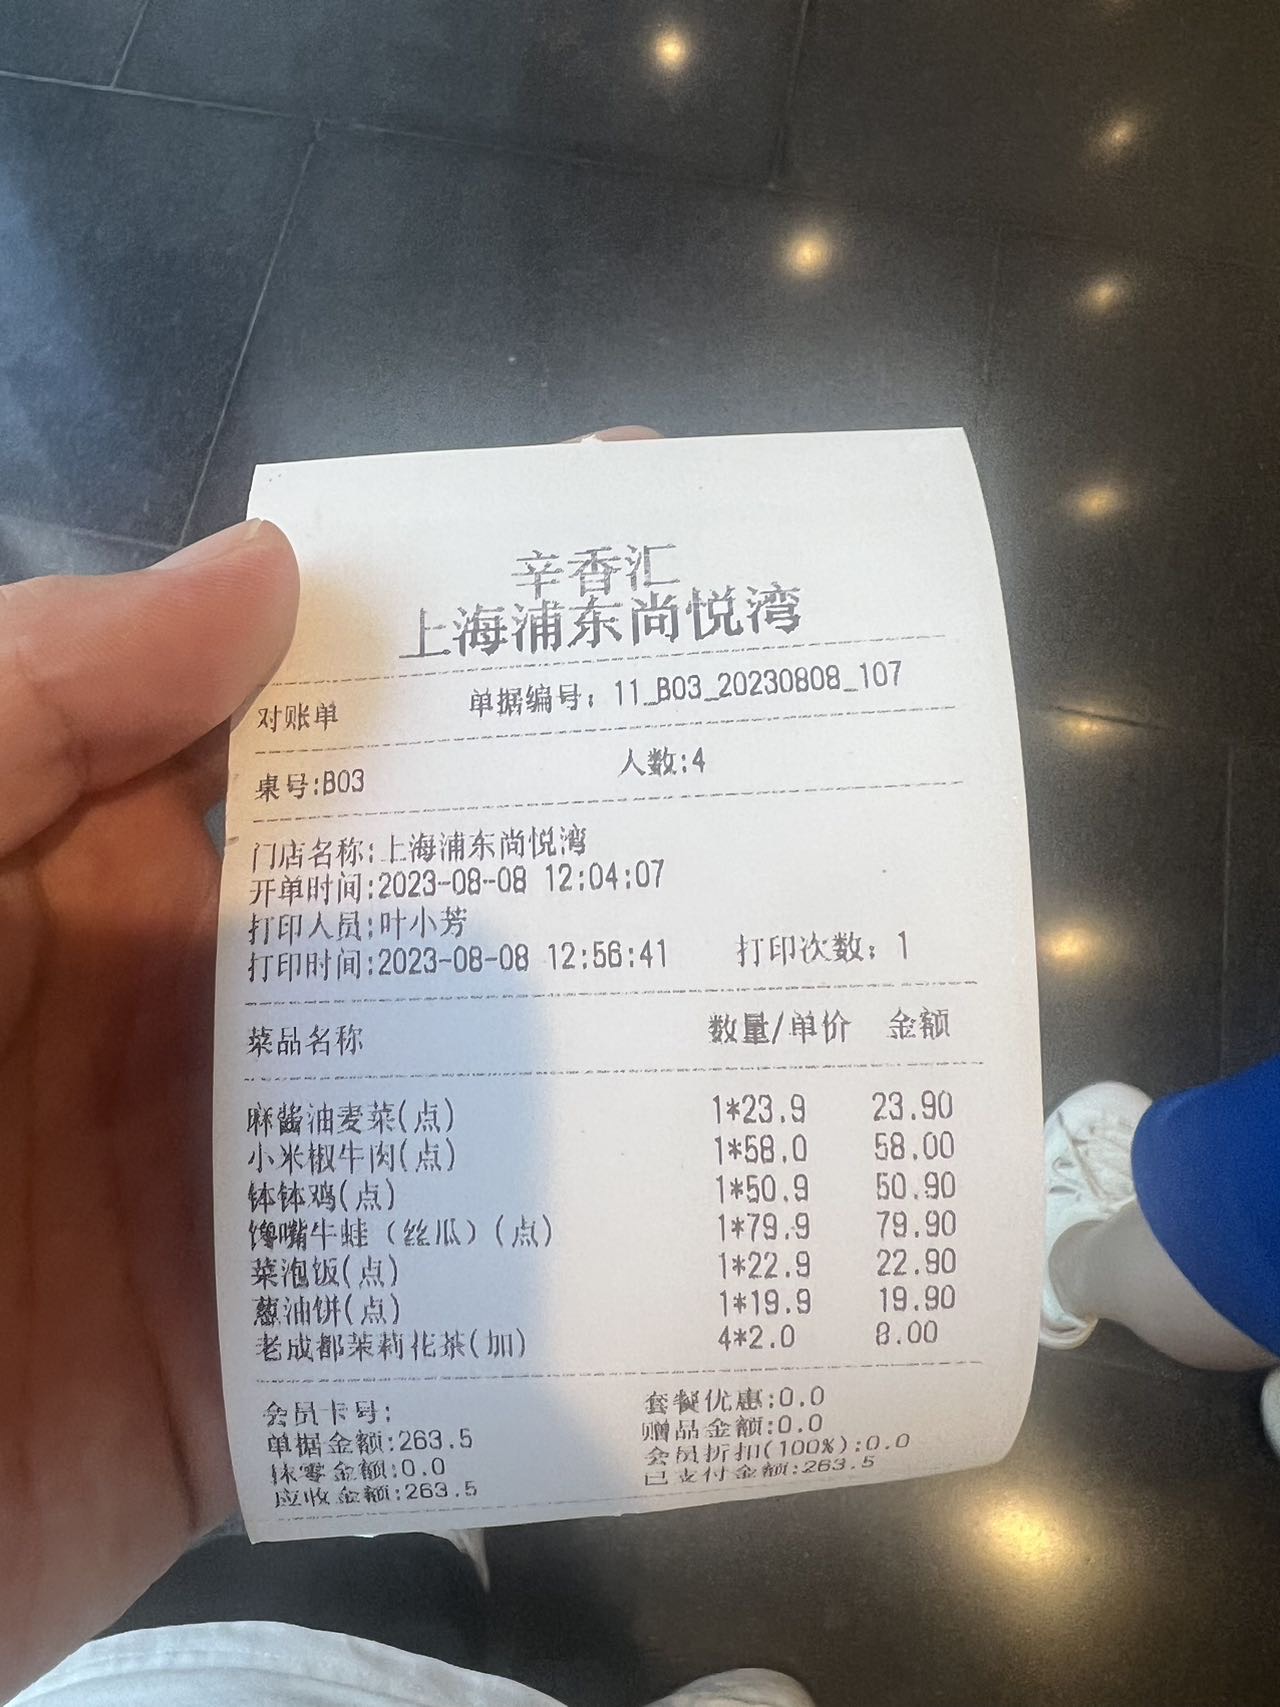 辛香汇
上海浦东尚悦湾
对账单 单据编号：11_B03_20230808_107
桌号:B03 人数:4
门店名称:上海浦东尚悦湾
开单时间:2023-08-08 12:04:07
打印人员:叶小芳
打印时间:2023-08-08 12:56:41 打印次数：1
菜品名称 数量/单价 金额
麻酱油麦菜(点) 1*23.9 23.90
小米椒牛肉(点) 1*58.0 58.00
钵钵鸡(点) 1*50.9 50.90
馋嘴牛蛙（丝瓜）(点) 1*79.9 79.90
菜泡饭(点) 1*22.9 22.90
葱油饼(点) 1*19.9 19.90
老成都茉莉花茶(加) 4*2.0 8.00
会员卡号: 套餐优惠:0.0
单据金额:263.5 赠品金额:0.0
抹零金额:0.0 会员折扣(100%):0.0
应收金额:263.5 已支付金额:263.5